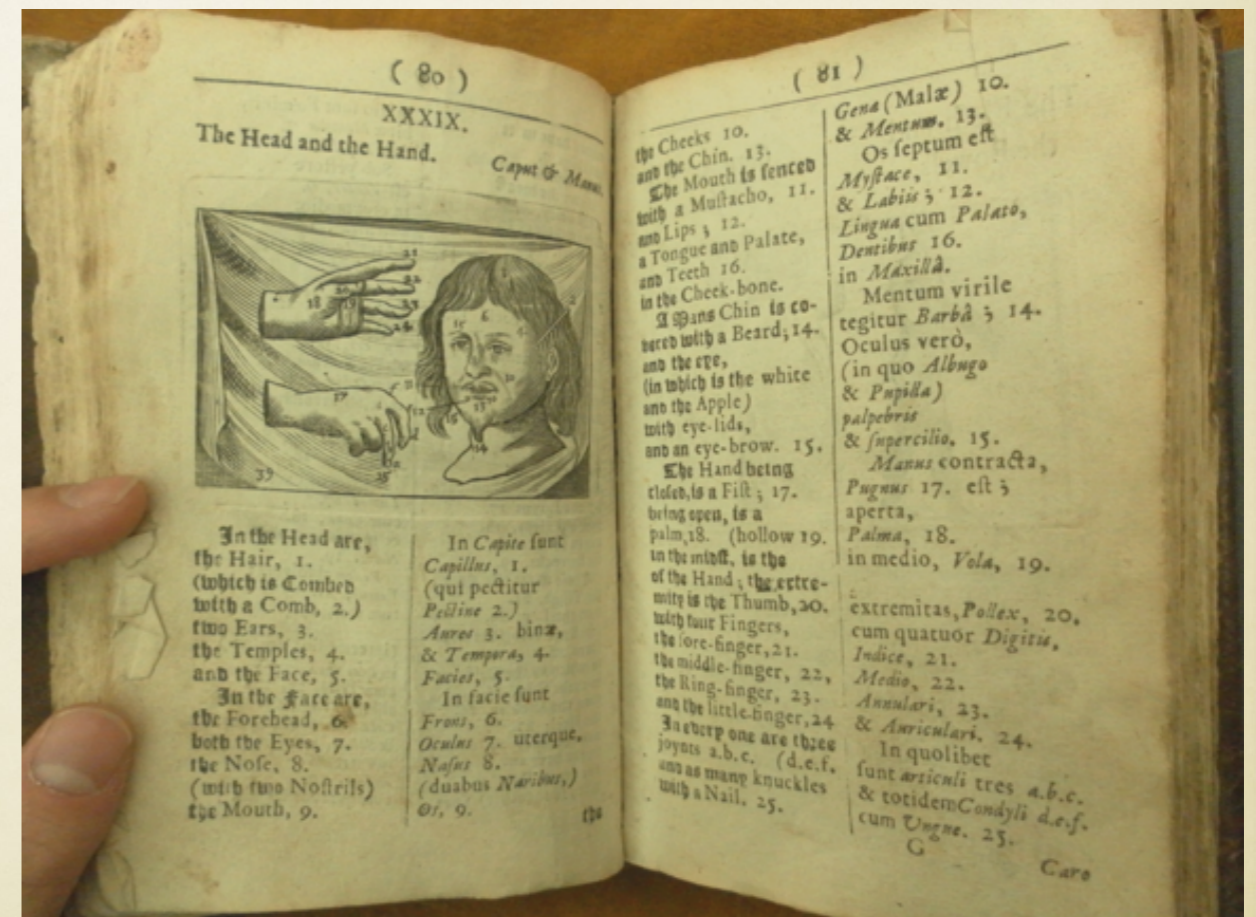 ( 80 )
XXXIX.
The Head and the Hand.
Caput & Manus.
In the Head are,
the Hair, 1.
(which is Combed
with a Comb, 2.)
two Ears, 3.
the Temples, 4.
and the Face, 5.
In the Face are,
the Forehead, 6.
both the Eyes, 7.
the Noſe, 8.
(with two Noſtrils)
the Mouth, 9.
In Capite ſunt
Capillus, 1.
(qui pectitur
Pectine 2.)
Aures 3. binæ,
& Tempora, 4.
Facies, 5.
In facie ſunt
Frons, 6.
Oculus 7. uterque,
Naſus 8.
(duabus Naribus,)
Os, 9.
the
( 81 )
the Cheeks 10.
and the Chin. 13.
The Mouth is fenced
with a Muſtacho, 11.
and Lips ; 12.
a Tongue and Palate,
and Teeth 16.
in the Cheek-bone.
A Mans Chin is co-
vered with a Beard; 14.
and the eye,
(in which is the white
and the Apple)
with eye-lids,
and an eye-brow. 15.
The Hand being
cloſed, is a Fiſt ; 17.
being open, is a
palm, 18. (hollow 19.
in the midſt, is the
of the Hand ; the extre-
mity is the Thumb, 20.
with four Fingers,
the fore-finger, 21.
the middle-finger, 22,
the Ring-finger, 23.
and the little-finger, 24
In every one are three
joynts a.b.c. (d.e.f.
and as many knuckles
with a Nail. 25.
Gena (Malæ) 10.
& Mentum. 13.
Os ſeptum eſt
Myſtace, 11.
& Labiis ; 12.
Lingua cum Palato,
Dentibus 16.
in Maxillâ.
Mentum virile
tegitur Barbâ ; 14.
Oculus verò,
(in quo Albugo
& Pupilla)
palpebris
& ſupercilio. 15.
Manus contracta,
Pugnus 17. eſt ;
aperta,
Palma, 18.
in medio, Vola, 19.
extremitas, Pollex, 20.
cum quatuor Digitis,
Indice, 21.
Medio, 22.
Annulari, 23.
& Auriculari. 24.
In quolibet
ſunt articuli tres a.b.c.
& totidem Condyli d.e.f.
cum Ungue. 25.
G
Caro